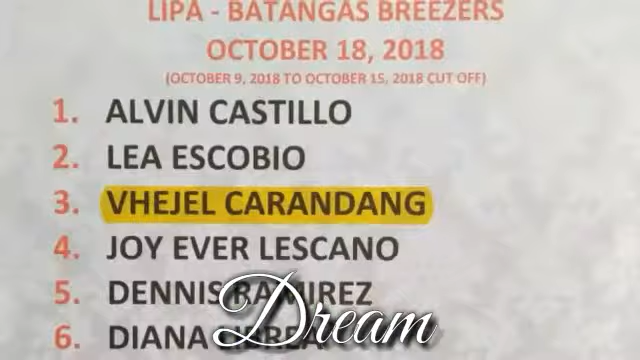 LIPA - BATANGAS BREEZERS
OCTOBER 18, 2018
(OCTOBER 9, 2018 TO OCTOBER 15, 2018 CUT OFF)
1. ALVIN CASTILLO
2. LEA ESCOBIO
3. VHEJEL CARANDANG
4. JOY EVER LESCANO
5. DENNIS RAMIREZ
6. DIANA
Dream